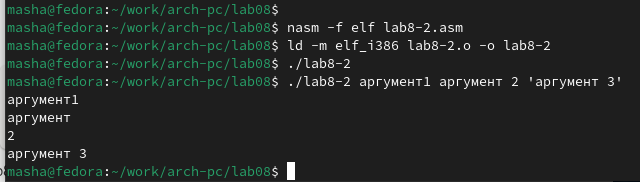 masha@fedora:~/work/arch-pc/lab08$
masha@fedora:~/work/arch-pc/lab08$ nasm -f elf lab8-2.asm
masha@fedora:~/work/arch-pc/lab08$ ld -m elf_i386 lab8-2.o -o lab8-2
masha@fedora:~/work/arch-pc/lab08$ ./lab8-2
masha@fedora:~/work/arch-pc/lab08$ ./lab8-2 аргумент1 аргумент 2 'аргумент 3'
аргумент1
аргумент
2
аргумент 3
masha@fedora:~/work/arch-pc/lab08$